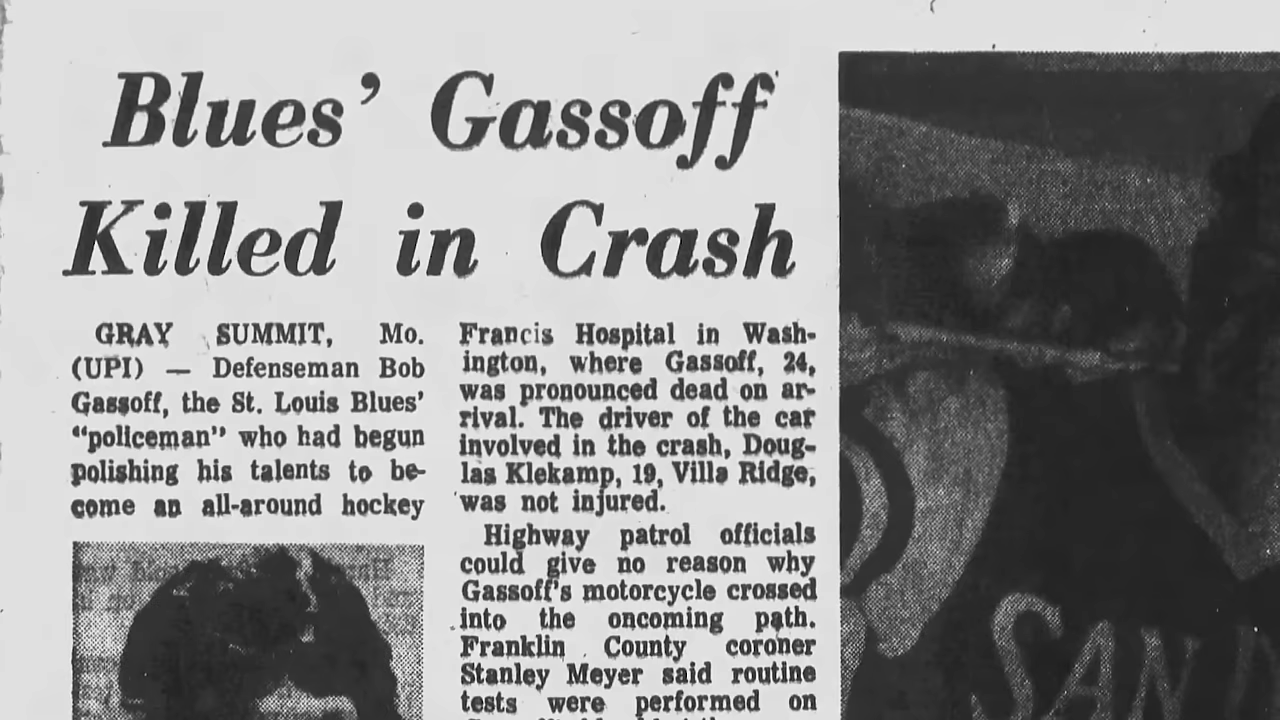 Blues' Gassoff
Killed in Crash
GRAY SUMMIT, Mo.
(UPI) — Defenseman Bob
Gassoff, the St. Louis Blues'
"policeman" who had begun
polishing his talents to be-
come an all-around hockey
Francis Hospital in Wash-
ington, where Gassoff, 24,
was pronounced dead on ar-
rival. The driver of the car
involved in the crash, Doug-
las Klekamp, 19, Villa Ridge,
was not injured.
Highway patrol officials
could give no reason why
Gassoff's motorcycle crossed
into the oncoming path.
Franklin County coroner
Stanley Meyer said routine
tests were performed on
SAN